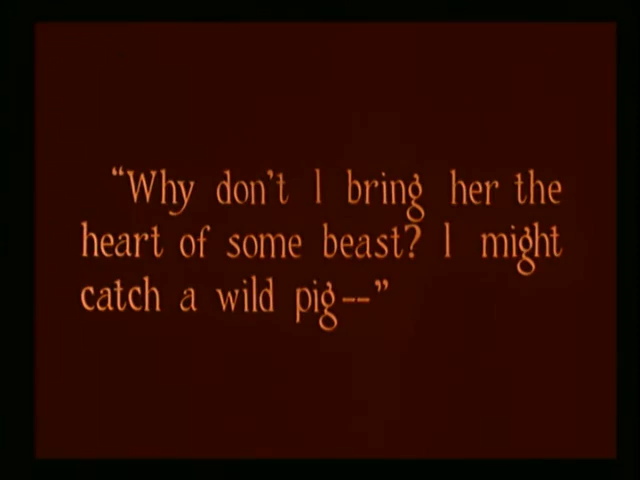 “Why don't I bring her the
heart of some beast? I might
catch a wild pig--”